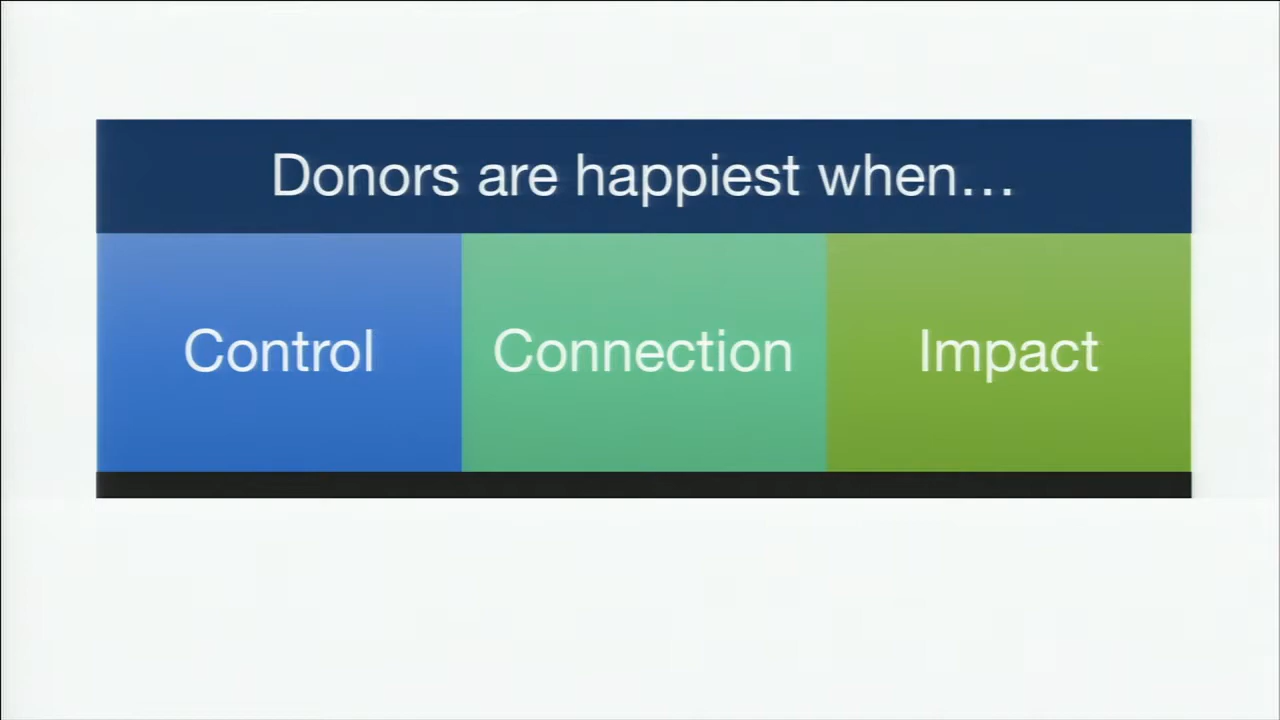 Donors are happiest when…
Control
Connection
Impact